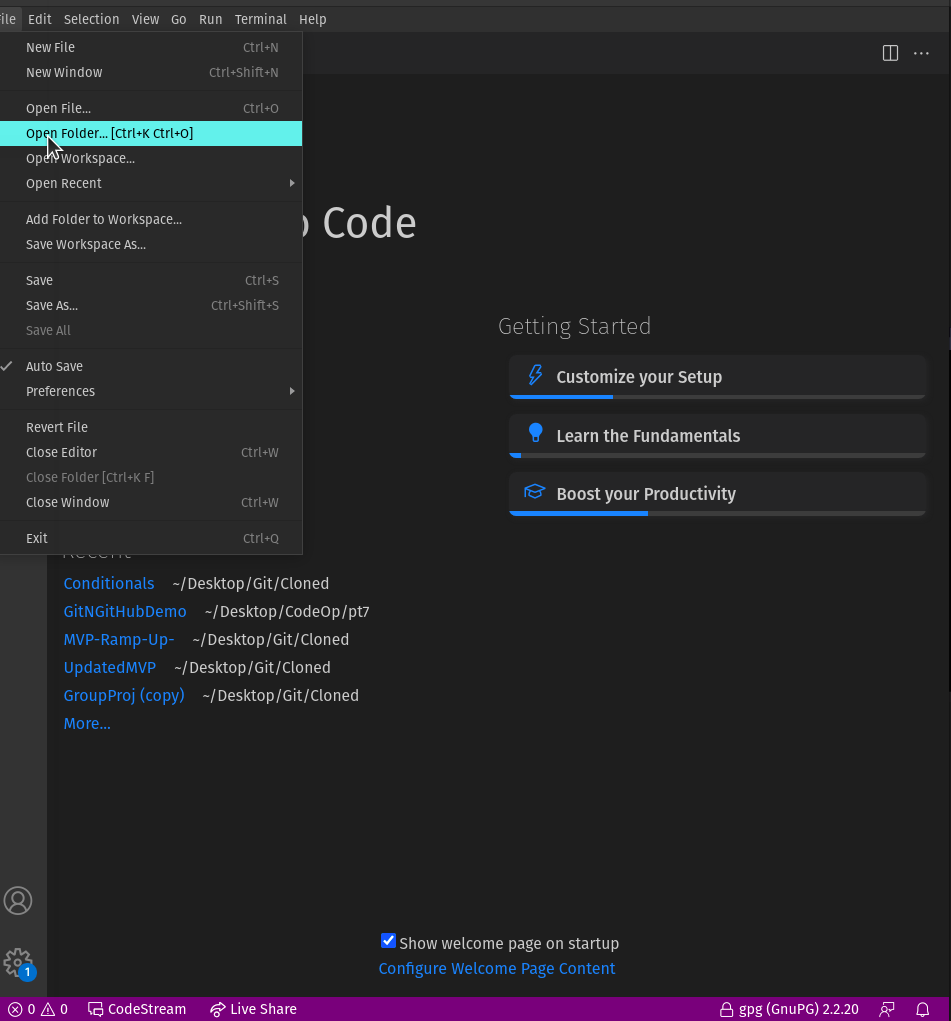 File Edit Selection View Go Run Terminal Help
New File Ctrl+N
New Window Ctrl+Shift+N
Open File... Ctrl+O
Open Folder... [Ctrl+K Ctrl+O]
Open Workspace...
Open Recent
Add Folder to Workspace...
Save Workspace As...
Save Ctrl+S
Save As... Ctrl+Shift+S
Save All
Auto Save
Preferences
Revert File
Close Editor Ctrl+W
Close Folder [Ctrl+K F]
Close Window Ctrl+W
Exit Ctrl+Q
Code
Getting Started
Customize your Setup
Learn the Fundamentals
Boost your Productivity
Recent
Conditionals ~/Desktop/Git/Cloned
GitNGitHubDemo ~/Desktop/CodeOp/pt7
MVP-Ramp-Up- ~/Desktop/Git/Cloned
UpdatedMVP ~/Desktop/Git/Cloned
GroupProj (copy) ~/Desktop/Git/Cloned
More...
Show welcome page on startup
Configure Welcome Page Content
1
0 0 CodeStream Live Share gpg (GnuPG) 2.2.20